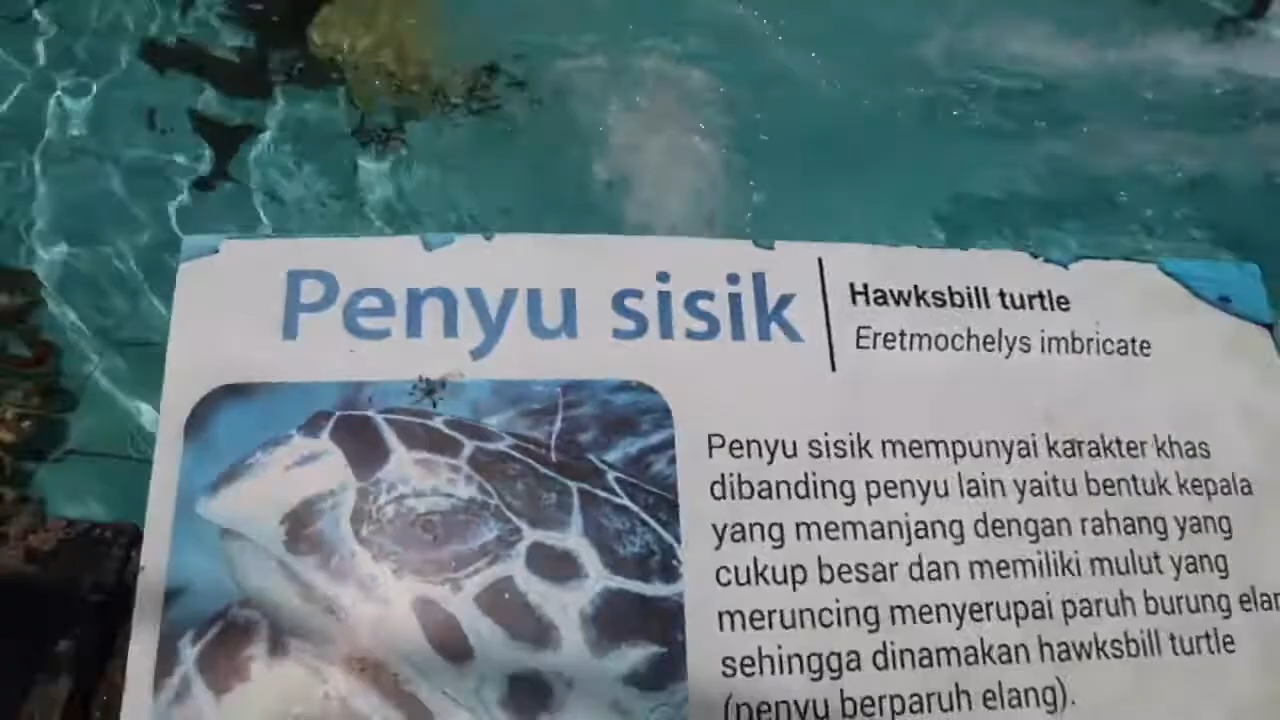 Penyu sisik
Hawksbill turtle
Eretmochelys imbricate
Penyu sisik mempunyai karakter khas
dibanding penyu lain yaitu bentuk kepala
yang memanjang dengan rahang yang
cukup besar dan memiliki mulut yang
meruncing menyerupai paruh burung elan
sehingga dinamakan hawksbill turtle
(penyu berparuh elang).